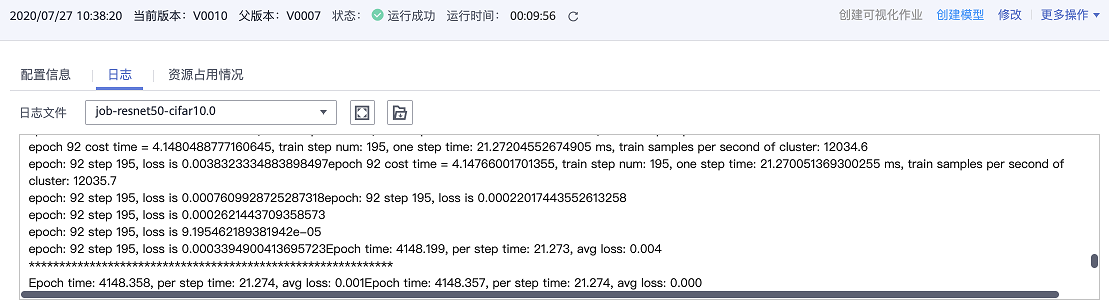 2020/07/27 10:38:20 当前版本: V0010 父版本: V0007 状态: 运行成功 运行时间: 00:09:56 创建可视化作业 创建模型 修改 更多操作
配置信息 日志 资源占用情况
日志文件 job-resnet50-cifar10.0
epoch 92 cost time = 4.1480488777160645, train step num: 195, one step time: 21.27204552674905 ms, train samples per second of cluster: 12034.6
epoch: 92 step 195, loss is 0.0038323334883898497epoch 92 cost time = 4.14766001701355, train step num: 195, one step time: 21.270051369300255 ms, train samples per second of
cluster: 12035.7
epoch: 92 step 195, loss is 0.0007609928725287318epoch: 92 step 195, loss is 0.00022017443552613258
epoch: 92 step 195, loss is 0.0002621443709358573
epoch: 92 step 195, loss is 9.195462189381942e-05
epoch: 92 step 195, loss is 0.0003394900413695723Epoch time: 4148.199, per step time: 21.273, avg loss: 0.004
************************************************************
Epoch time: 4148.358, per step time: 21.274, avg loss: 0.001Epoch time: 4148.357, per step time: 21.274, avg loss: 0.000